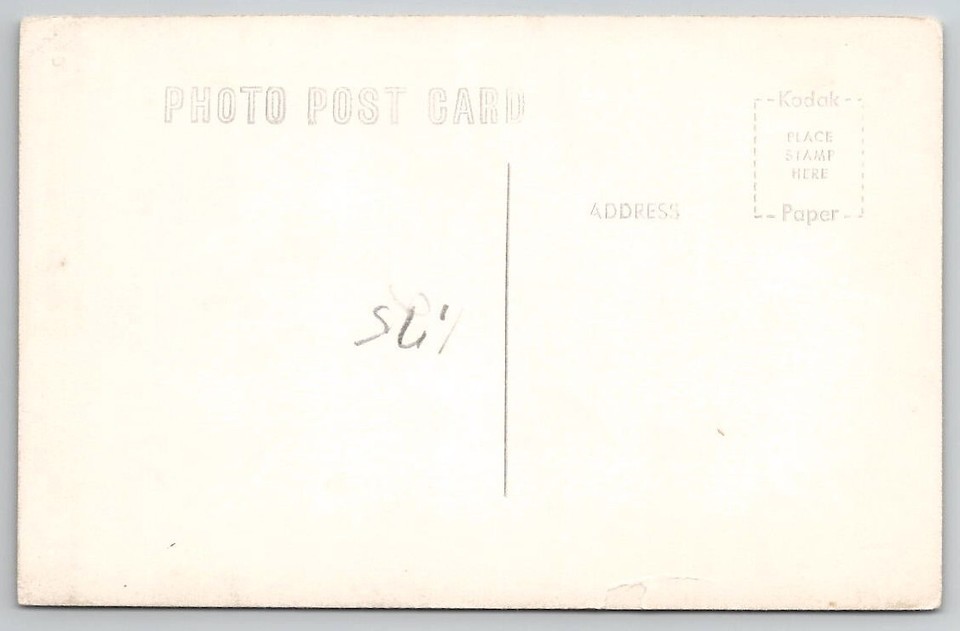 PHOTO POST CARD
Kodak
PLACE
STAMP
HERE
Paper
ADDRESS